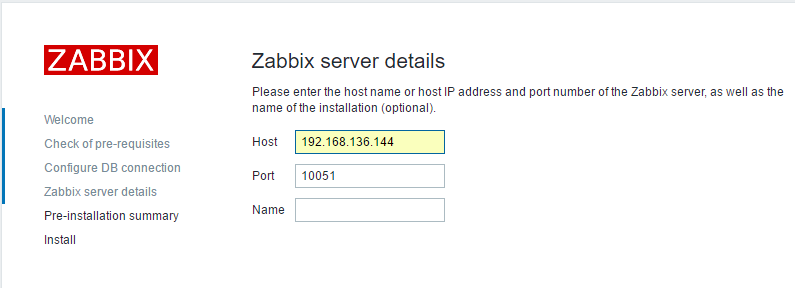 ZABBIX
Welcome
Check of pre-requisites
Configure DB connection
Zabbix server details
Pre-installation summary
Install
Zabbix server details
Please enter the host name or host IP address and port number of the Zabbix server, as well as the
name of the installation (optional).
Host 192.168.136.144
Port 10051
Name